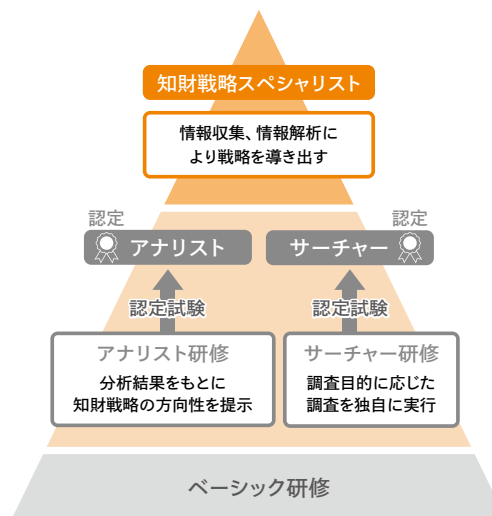 知財戦略スペシャリスト
情報収集、情報解析に
より戦略を導き出す
認定
アナリスト
認定
サーチャー
認定試験
認定試験
アナリスト研修
分析結果をもとに
知財戦略の方向性を提示
サーチャー研修
調査目的に応じた
調査を独自に実行
ベーシック研修